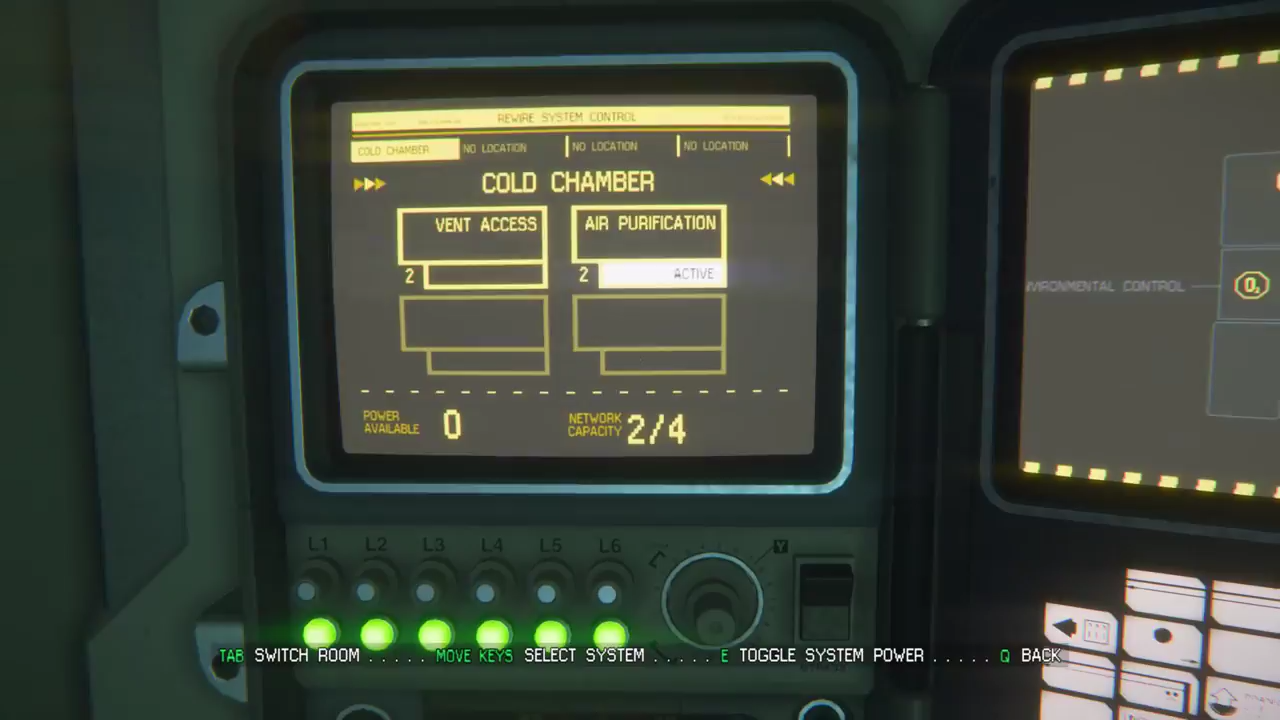 REWIRE SYSTEM CONTROL
COLD CHAMBER NO LOCATION NO LOCATION NO LOCATION
COLD CHAMBER
VENT ACCESS AIR PURIFICATION
2 2 ACTIVE
POWER AVAILABLE 0 NETWORK CAPACITY 2/4
VIRONMENTAL CONTROL O₂
L1 L2 L3 L4 L5 L6
Y
TAB SWITCH ROOM ..... MOVE KEYS SELECT SYSTEM ..... E TOGGLE SYSTEM POWER ..... Q BACK